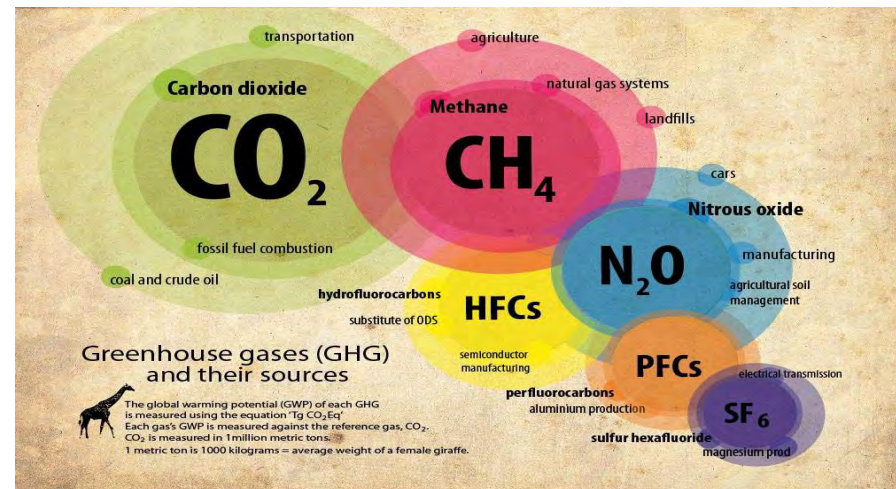 transportation
Carbon dioxide
CO₂
fossil fuel combustion
coal and crude oil
agriculture
natural gas systems
Methane
landfills
CH₄
cars
Nitrous oxide
N₂O
manufacturing
agricultural soil
management
hydrofluorocarbons
HFCs
substitute of ODS
semiconductor
manufacturing
PFCs
perfluorocarbons
aluminium production
electrical transmission
SF₆
sulfur hexafluoride
magnesium prod
Greenhouse gases (GHG)
and their sources
The global warming potential (GWP) of each GHG
is measured using the equation 'Tg CO₂Eq'
Each gas's GWP is measured against the reference gas, CO₂.
CO₂ is measured in 1million metric tons.
1 metric ton is 1000 kilograms = average weight of a female giraffe.